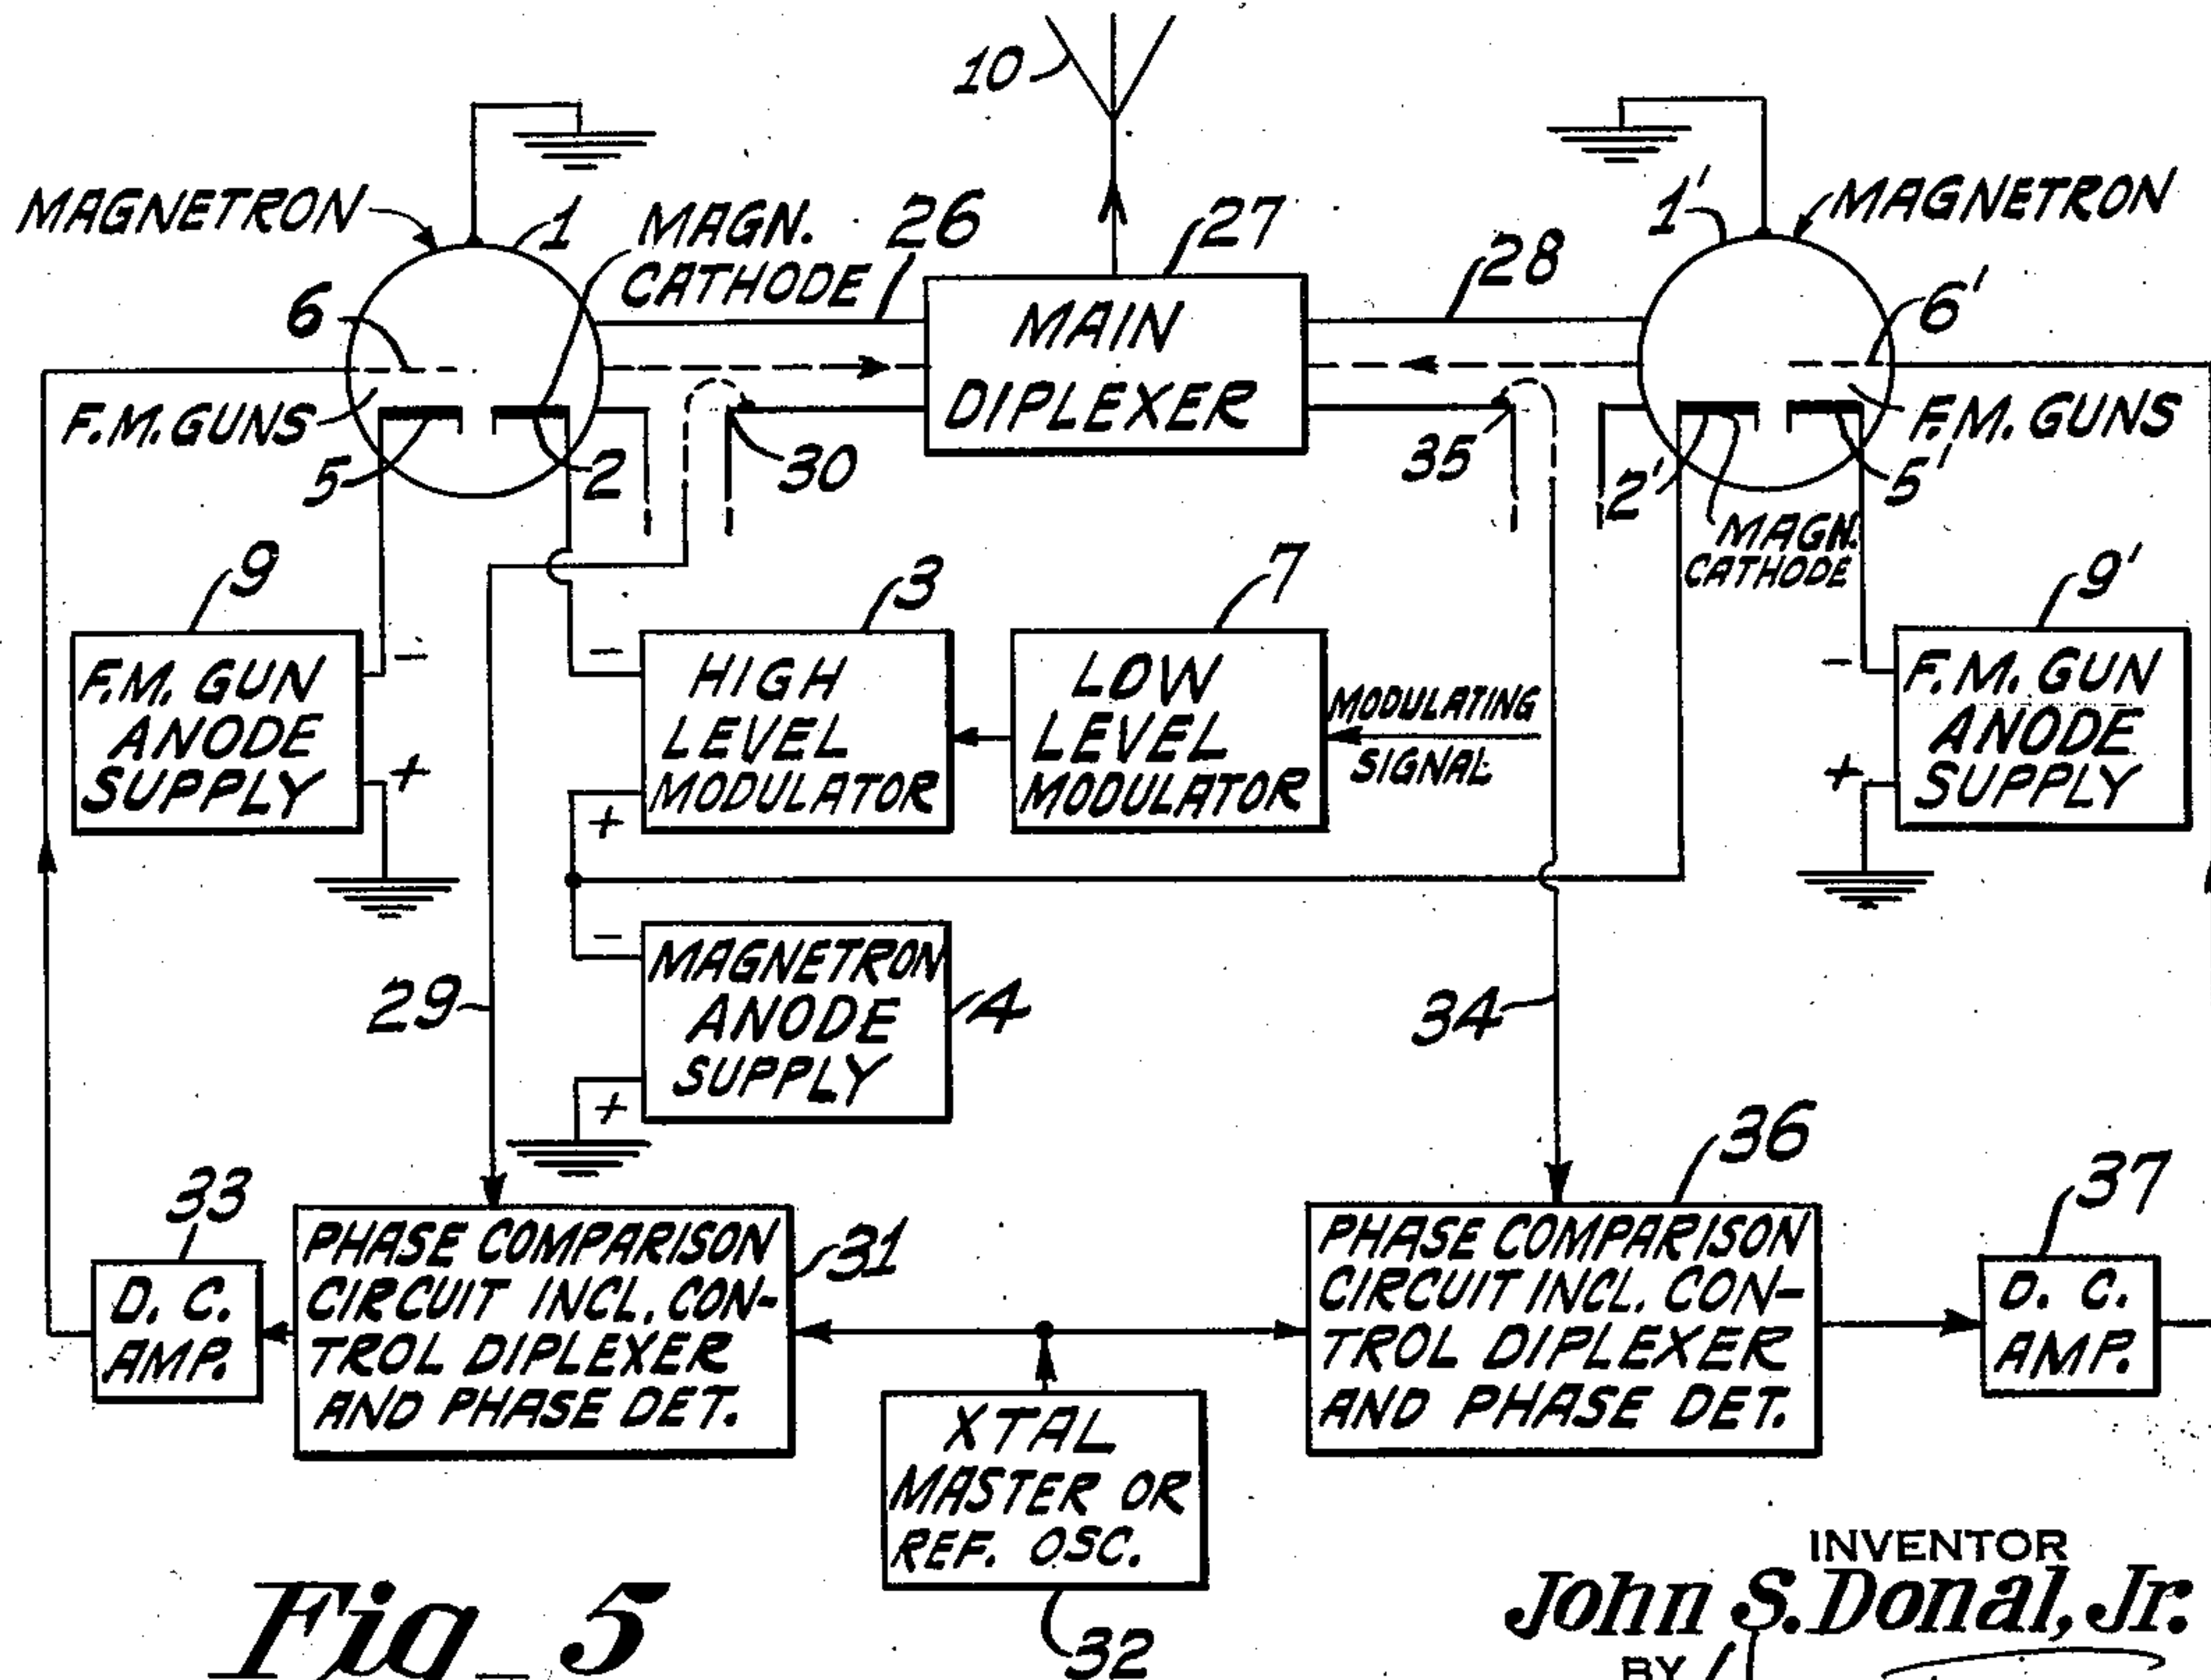 10
MAGNETRON
1
MAGN.
CATHODE
26
27
1'
MAGNETRON
6
MAIN
DIPLEXER
28
6'
F.M. GUNS
5
2
30
35
2'
F.M. GUNS
5'
MAGN.
CATHODE
9
F.M. GUN
ANODE
SUPPLY
-
+
3
-
HIGH
LEVEL
MODULATOR
+
7
LOW
LEVEL
MODULATOR
MODULATING
SIGNAL
9'
-
+
F.M. GUN
ANODE
SUPPLY
-
MAGNETRON
ANODE
SUPPLY
+
4
29
34
33
D. C.
AMP.
31
PHASE COMPARISON
CIRCUIT INCL. CON-
TROL DIPLEXER
AND PHASE DET.
36
PHASE COMPARISON
CIRCUIT INCL. CON-
TROL DIPLEXER
AND PHASE DET.
37
D. C.
AMP.
XTAL
MASTER OR
REF. OSC.
32
Fig_5
INVENTOR
John S. Donal, Jr.
BY